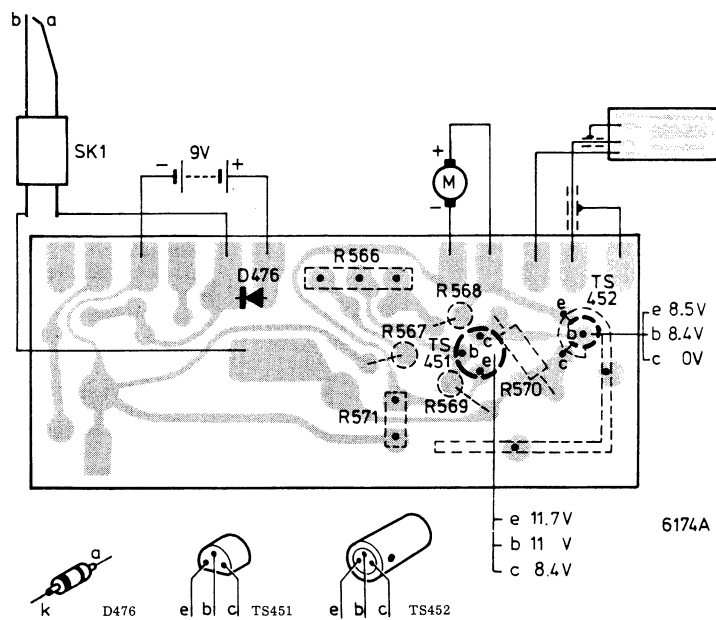 b a
SK1
− 9V +
+
M
−
D476
R566
R568
R567
TS
451
c
b
e
R569
R570
R571
TS
452
e
b
c
e 8.5V
b 8.4V
c 0V
e 11.7V
b 11 V
c 8.4V
6174A
a
k
D476
e b c TS451
e b c TS452